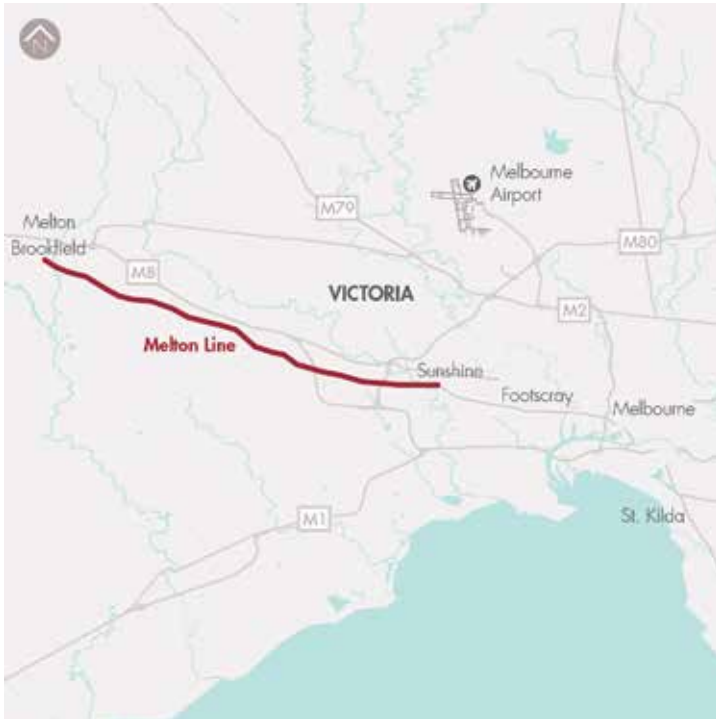 N
Melbourne
Airport
M79
Melton
Brookfield
M80
M8
VICTORIA
M2
Melton Line
Sunshine
Footscray
Melbourne
M1
St. Kilda